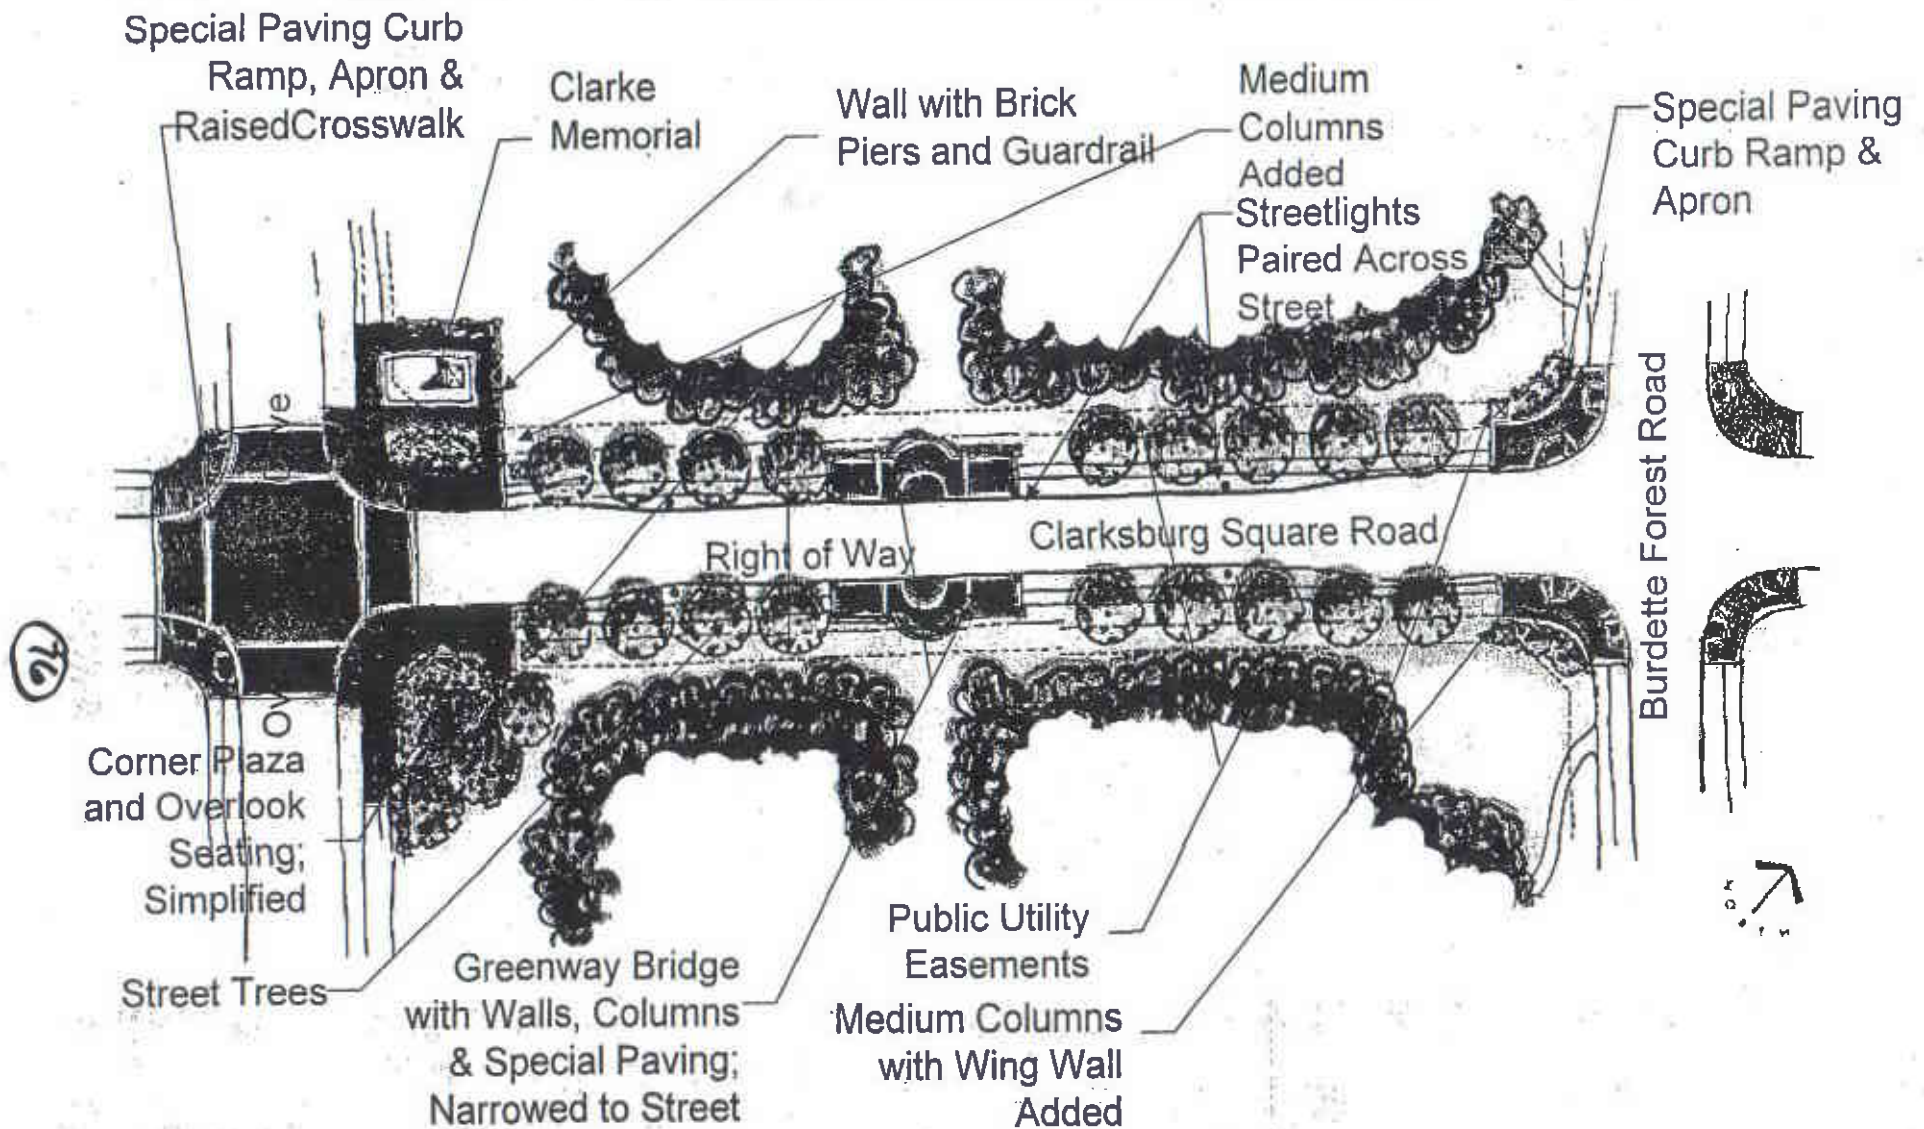 Special Paving Curb
Ramp, Apron &
RaisedCrosswalk
Clarke
Memorial
Wall with Brick
Piers and Guardrail
Medium
Columns
Added
Streetlights
Paired Across
Street
Special Paving
Curb Ramp &
Apron
Right of Way
Clarksburg Square Road
Burdette Forest Road
76
Corner Plaza
and Overlook
Seating;
Simplified
Street Trees
Greenway Bridge
with Walls, Columns
& Special Paving;
Narrowed to Street
Public Utility
Easements
Medium Columns
with Wing Wall
Added